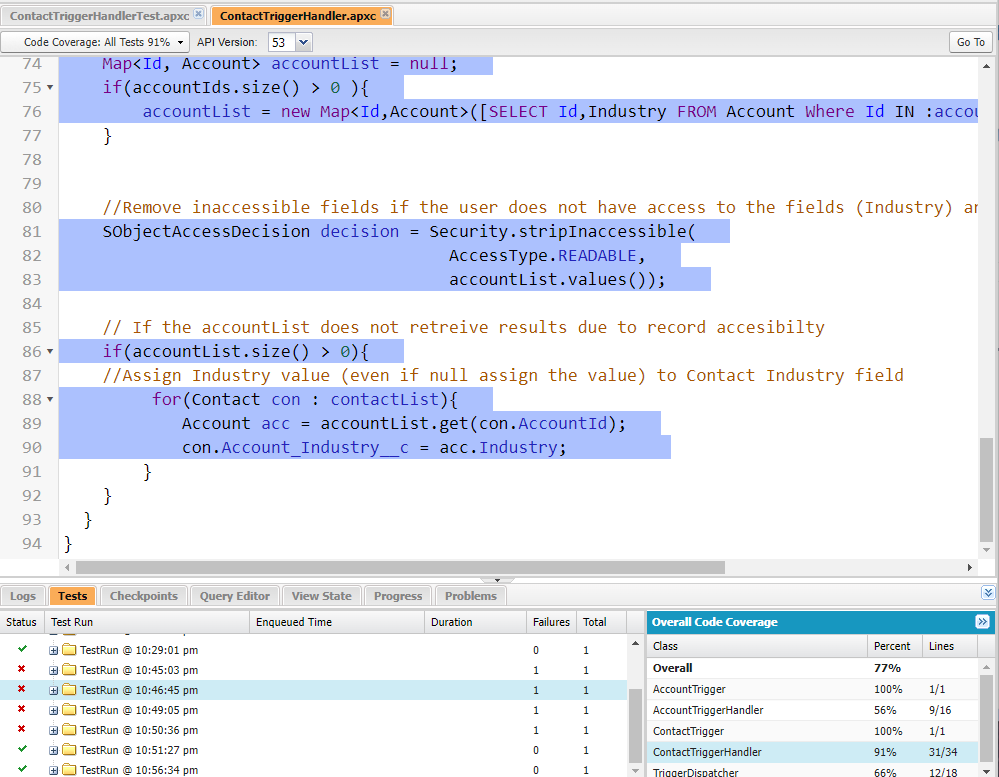 ContactTriggerHandlerTest.apxc ContactTriggerHandler.apxc
Code Coverage: All Tests 91% API Version: 53 Go To
74 Map<Id, Account> accountList = null;
75 if(accountIds.size() > 0 ){
76 accountList = new Map<Id,Account>([SELECT Id,Industry FROM Account Where Id IN :accou
77 }
78
79
80 //Remove inaccessible fields if the user does not have access to the fields (Industry) an
81 SObjectAccessDecision decision = Security.stripInaccessible(
82 AccessType.READABLE,
83 accountList.values());
84
85 // If the accountList does not retreive results due to record accesibilty
86 if(accountList.size() > 0){
87 //Assign Industry value (even if null assign the value) to Contact Industry field
88 for(Contact con : contactList){
89 Account acc = accountList.get(con.AccountId);
90 con.Account_Industry__c = acc.Industry;
91 }
92 }
93 }
94 }
Logs Tests Checkpoints Query Editor View State Progress Problems
Status Test Run Enqueued Time Duration Failures Total
TestRun @ 10:29:01 pm 0 1
TestRun @ 10:45:03 pm 1 1
TestRun @ 10:46:45 pm 1 1
TestRun @ 10:49:05 pm 1 1
TestRun @ 10:50:36 pm 1 1
TestRun @ 10:51:27 pm 0 1
TestRun @ 10:56:34 pm 0 1
Overall Code Coverage
Class Percent Lines
Overall 77%
AccountTrigger 100% 1/1
AccountTriggerHandler 56% 9/16
ContactTrigger 100% 1/1
ContactTriggerHandler 91% 31/34
TriggerDispatcher 66% 12/18